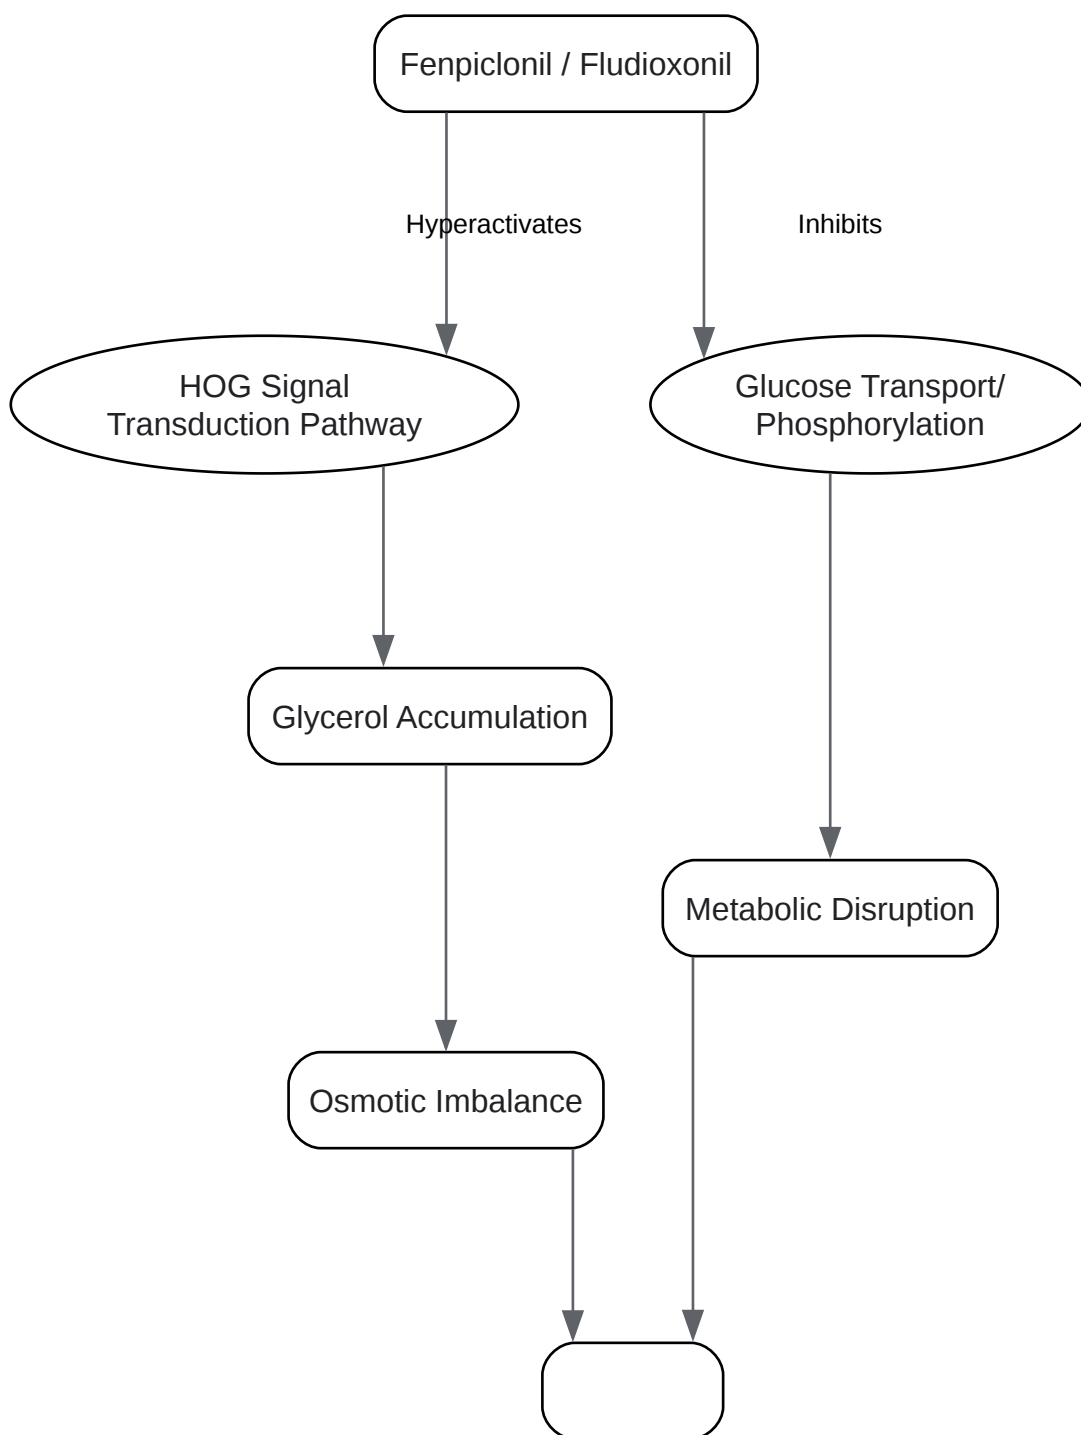 Fenpiclonil / Fludioxonil
Hyperactivates
Inhibits
HOG Signal
Transduction Pathway
Glucose Transport/
Phosphorylation
Glycerol Accumulation
Metabolic Disruption
Osmotic Imbalance